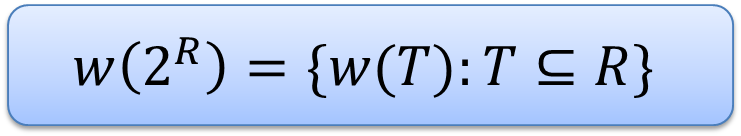 w(2^R) = {w(T): T ⊆ R}